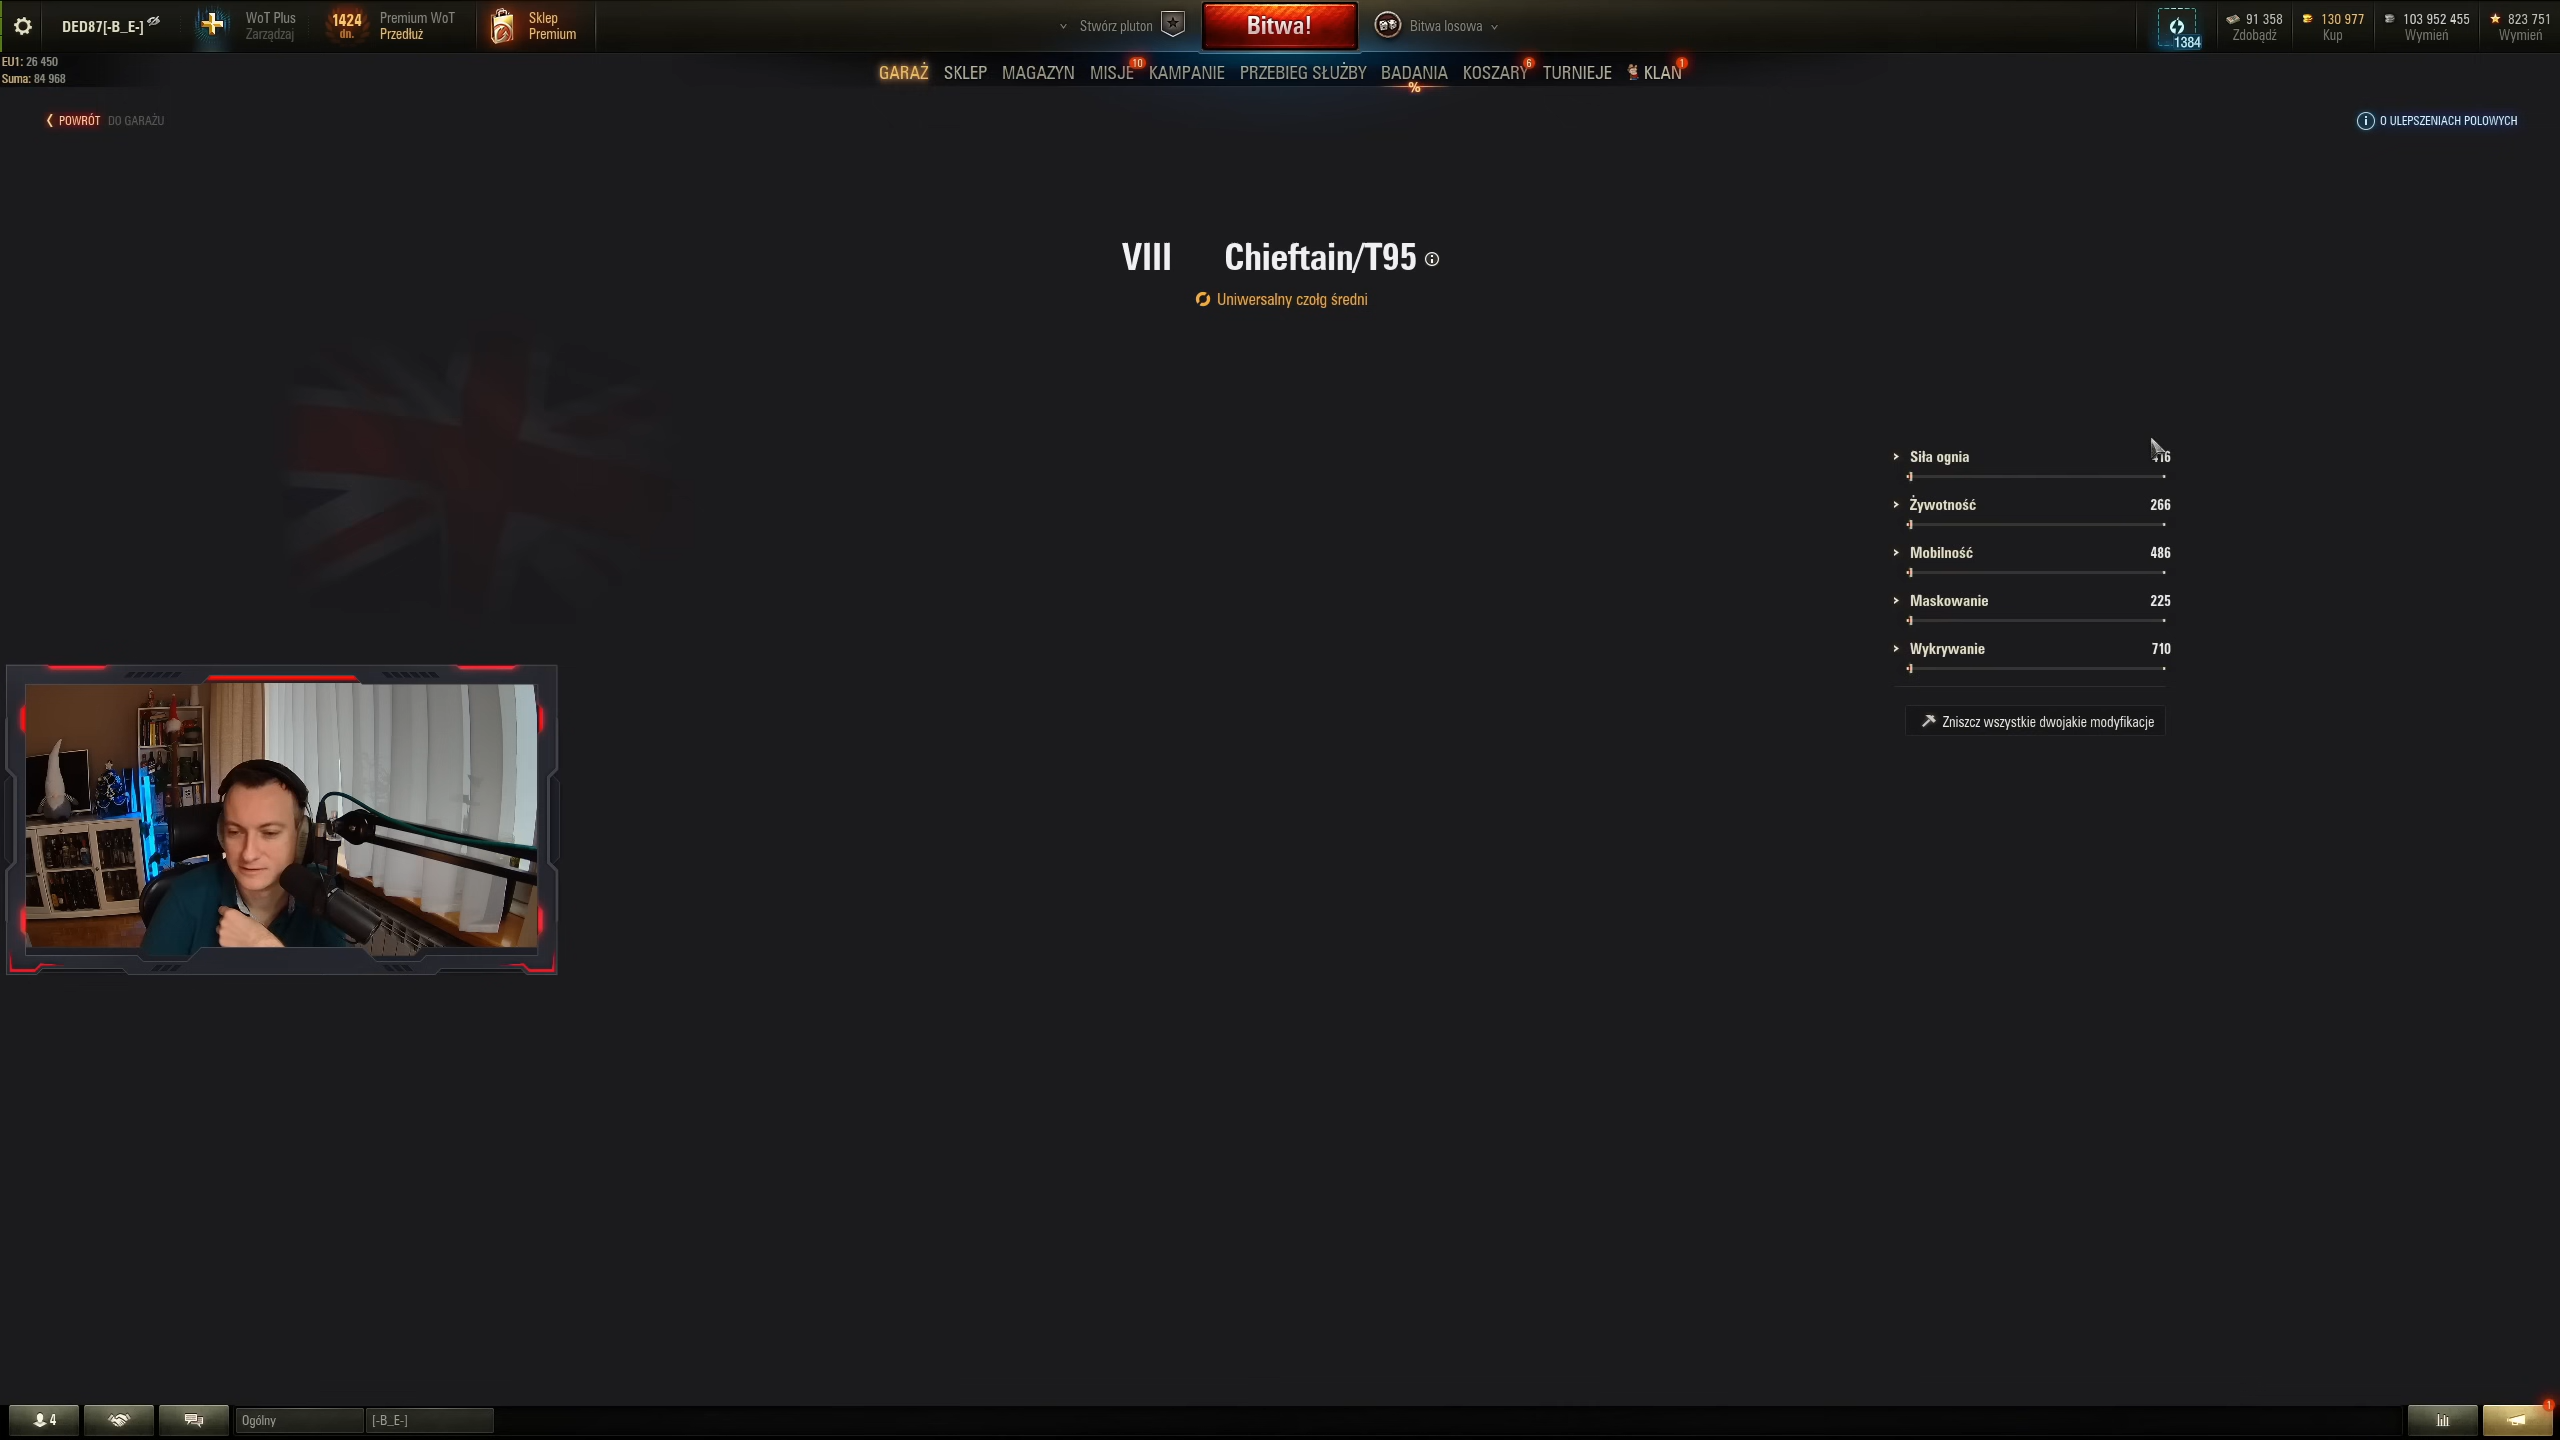 DED87[-B_E-]
WoT Plus
Zarządzaj
1424
dn.
Premium WoT
Przedłuż
Sklep
Premium
Stwórz pluton
Bitwa!
Bitwa losowa
1384
91 358
Zdobądź
130 977
Kup
103 952 455
Wymień
823 751
Wymień
EU1: 26 450
Suma: 84 968
GARAŻ
SKLEP
MAGAZYN
MISJE
10
KAMPANIE
PRZEBIEG SŁUŻBY
BADANIA
%
KOSZARY
6
TURNIEJE
KLAN
1
POWRÓT DO GARAŻU
O ULEPSZENIACH POLOWYCH
VIII Chieftain/T95
Uniwersalny czołg średni
Siła ognia
Żywotność 266
Mobilność 486
Maskowanie 225
Wykrywanie 710
Zniszcz wszystkie dwojakie modyfikacje
4
Ogólny
[-B_E-]
1